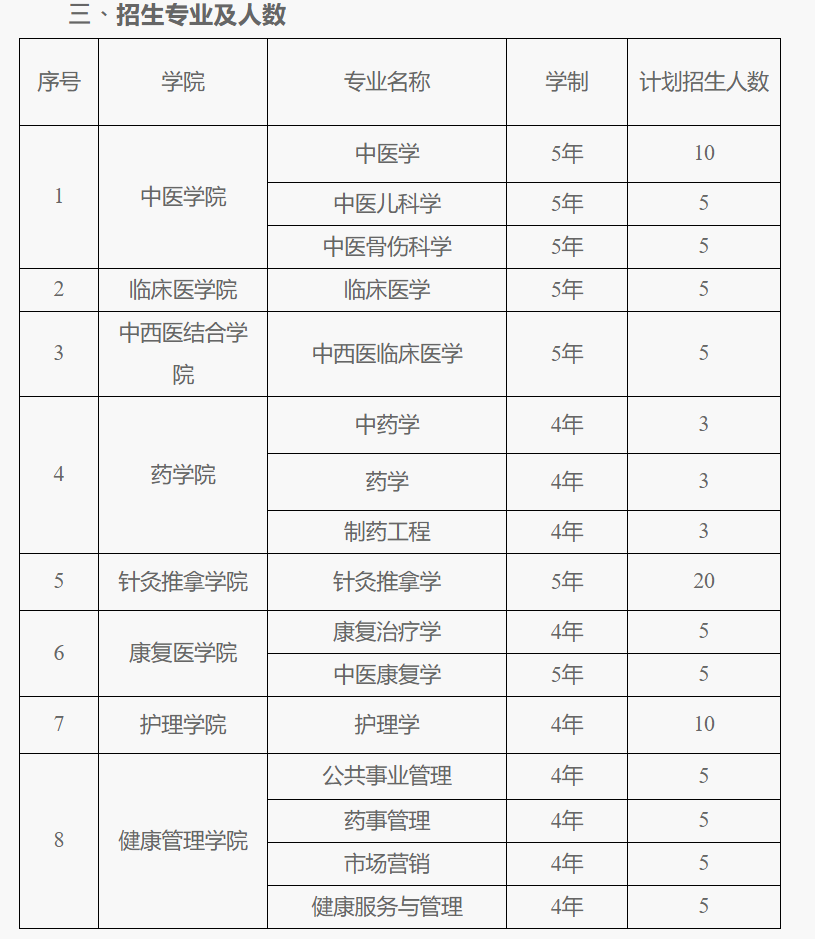 三、招生专业及人数
序号 学院 专业名称 学制 计划招生人数
1 中医学院 中医学 5年 10
中医儿科学 5年 5
中医骨伤科学 5年 5
2 临床医学院 临床医学 5年 5
3 中西医结合学院 中西医临床医学 5年 5
4 药学院 中药学 4年 3
药学 4年 3
制药工程 4年 3
5 针灸推拿学院 针灸推拿学 5年 20
6 康复医学院 康复治疗学 4年 5
中医康复学 5年 5
7 护理学院 护理学 4年 10
8 健康管理学院 公共事业管理 4年 5
药事管理 4年 5
市场营销 4年 5
健康服务与管理 4年 5